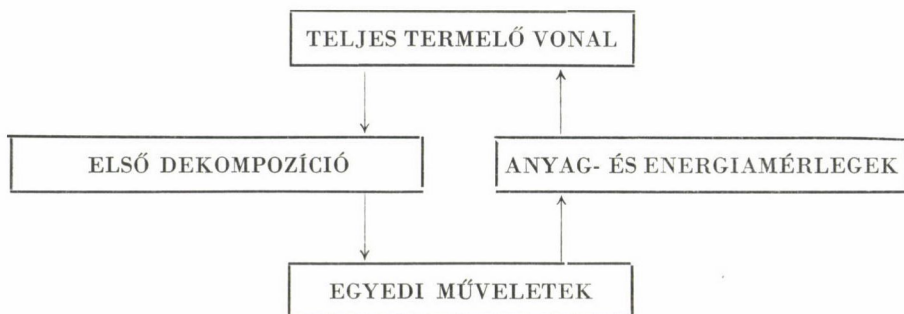 TELJES TERMELŐ VONAL
ELSŐ DEKOMPOZÍCIÓ
ANYAG- ÉS ENERGIAMÉRLEGEK
EGYEDI MŰVELETEK